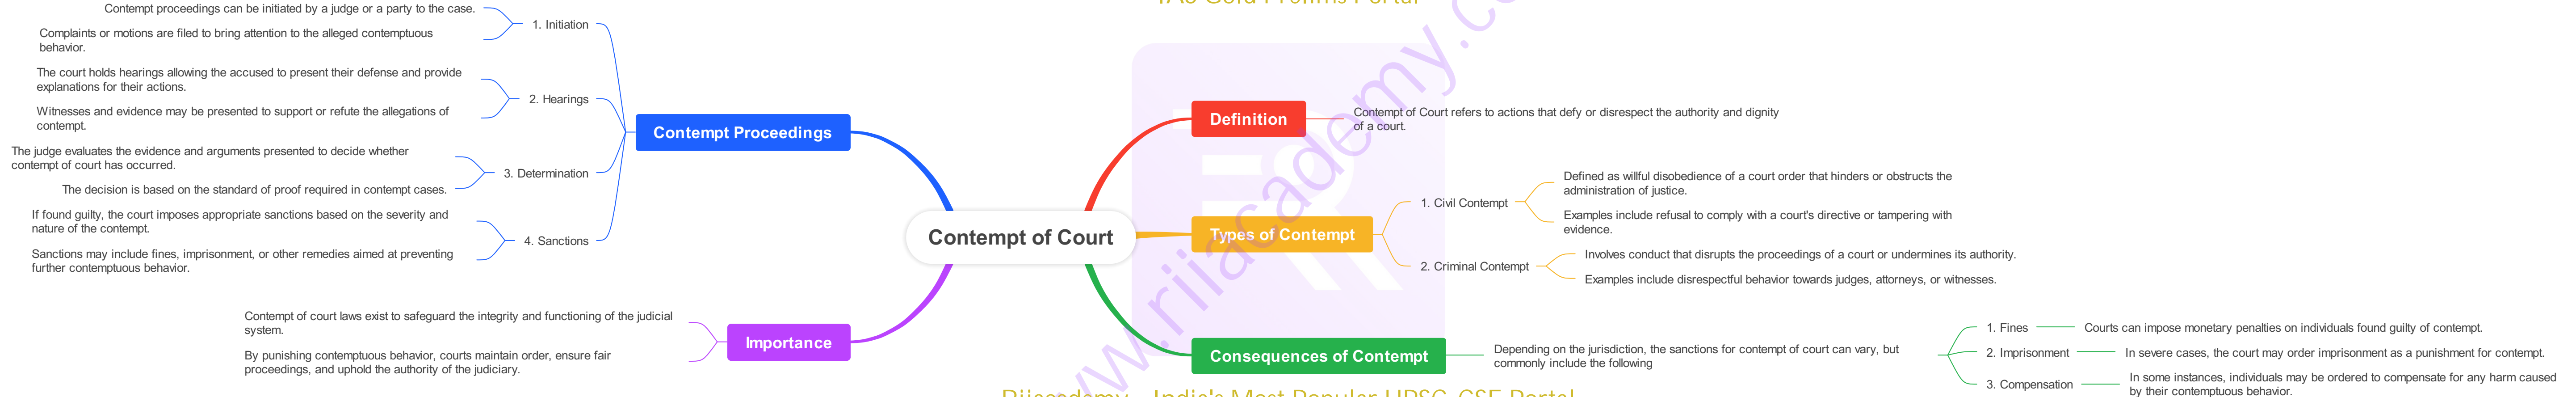 Contempt of Court
Definition
Contempt of Court refers to actions that defy or disrespect the authority and dignity
of a court.
Types of Contempt
1. Civil Contempt
Defined as willful disobedience of a court order that hinders or obstructs the
administration of justice.
Examples include refusal to comply with a court's directive or tampering with
evidence.
2. Criminal Contempt
Involves conduct that disrupts the proceedings of a court or undermines its authority.
Examples include disrespectful behavior towards judges, attorneys, or witnesses.
Consequences of Contempt
Depending on the jurisdiction, the sanctions for contempt of court can vary, but
commonly include the following
1. Fines
Courts can impose monetary penalties on individuals found guilty of contempt.
2. Imprisonment
In severe cases, the court may order imprisonment as a punishment for contempt.
3. Compensation
In some instances, individuals may be ordered to compensate for any harm caused
by their contemptuous behavior.
Contempt Proceedings
1. Initiation
Contempt proceedings can be initiated by a judge or a party to the case.
Complaints or motions are filed to bring attention to the alleged contemptuous
behavior.
2. Hearings
The court holds hearings allowing the accused to present their defense and provide
explanations for their actions.
Witnesses and evidence may be presented to support or refute the allegations of
contempt.
3. Determination
The judge evaluates the evidence and arguments presented to decide whether
contempt of court has occurred.
The decision is based on the standard of proof required in contempt cases.
4. Sanctions
If found guilty, the court imposes appropriate sanctions based on the severity and
nature of the contempt.
Sanctions may include fines, imprisonment, or other remedies aimed at preventing
further contemptuous behavior.
Importance
Contempt of court laws exist to safeguard the integrity and functioning of the judicial
system.
By punishing contemptuous behavior, courts maintain order, ensure fair
proceedings, and uphold the authority of the judiciary.
India's Most Popular UPSC-CSE Portal